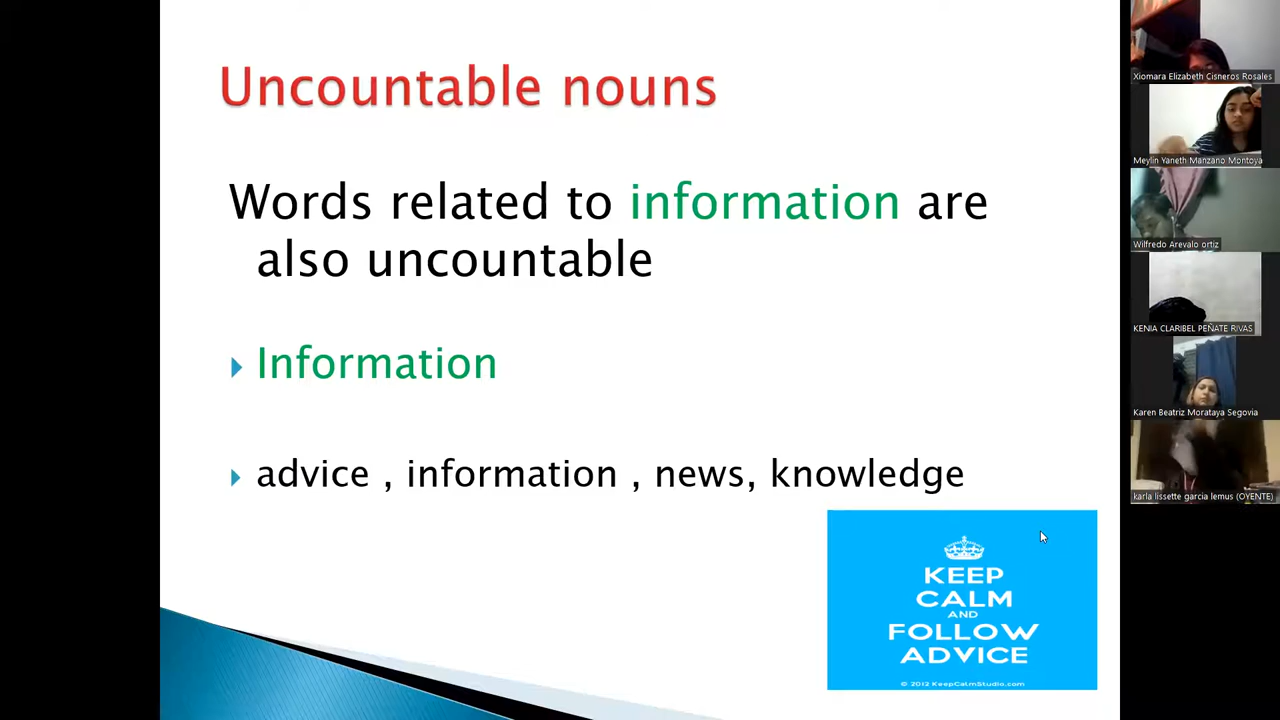 Uncountable nouns
Words related to information are
also uncountable
Information
advice , information , news, knowledge
KEEP
CALM
AND
FOLLOW
ADVICE
© 2013 KeepCalmStudio.com
Xiomara Elizabeth Cisneros Rosales
Meylin Yaneth Manzano Montoya
Wilfredo Arevalo ortiz
KENIA CLARIBEL PEÑATE RIVAS
Karen Beatriz Morataya Segovia
karla lissette garcia lemus (OYENTE)